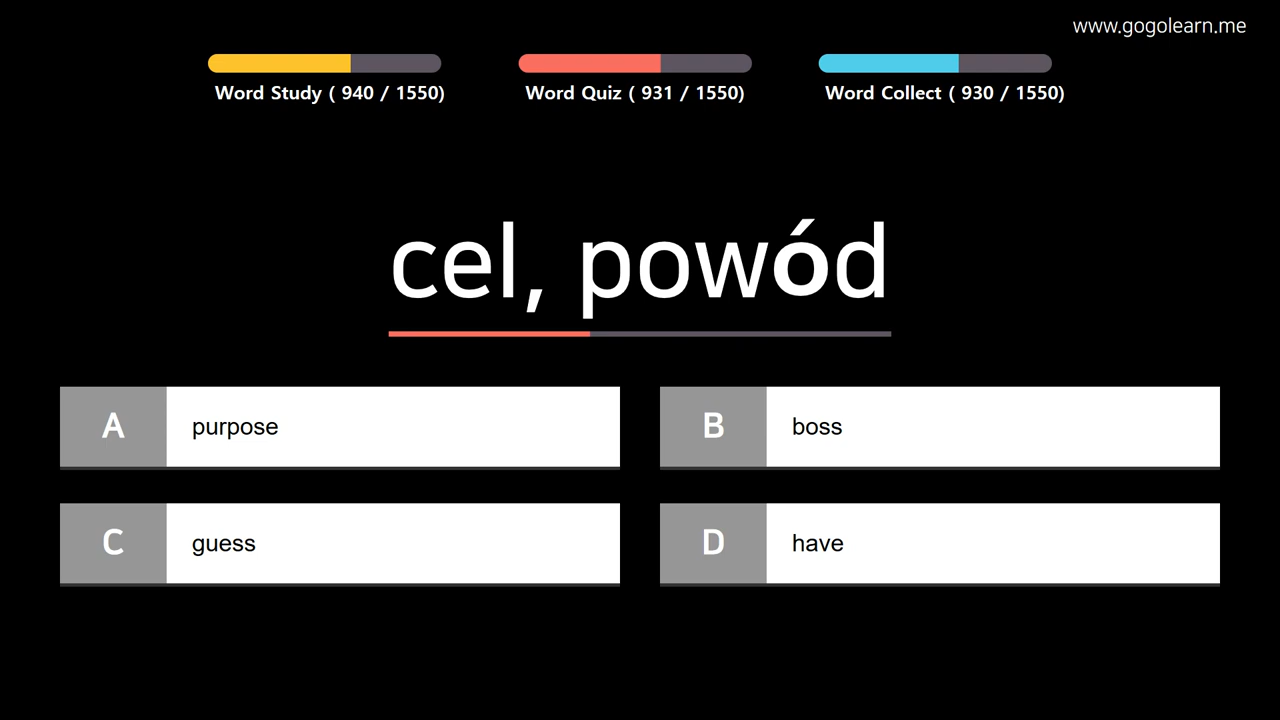 www.gogolearn.me
Word Study ( 940 / 1550)
Word Quiz ( 931 / 1550)
Word Collect ( 930 / 1550)
cel, powód
A purpose
B boss
C guess
D have